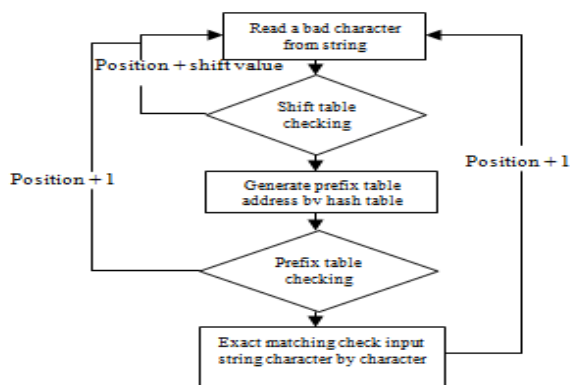 Read a bad character
from string
Position + shift value
Shift table
checking
Position + 1
Position + 1
Generate prefix table
address by hash table
Prefix table
checking
Exact matching check input
string character by character